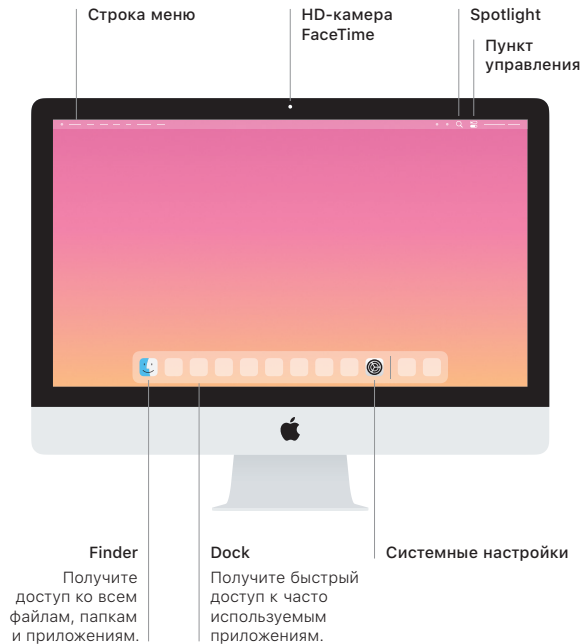 Строка меню
HD-камера
FaceTime
Spotlight
Пункт
управления
Finder
Получите
доступ ко всем
файлам, папкам
и приложениям.
Dock
Получите быстрый
доступ к часто
используемым
приложениям.
Системные настройки